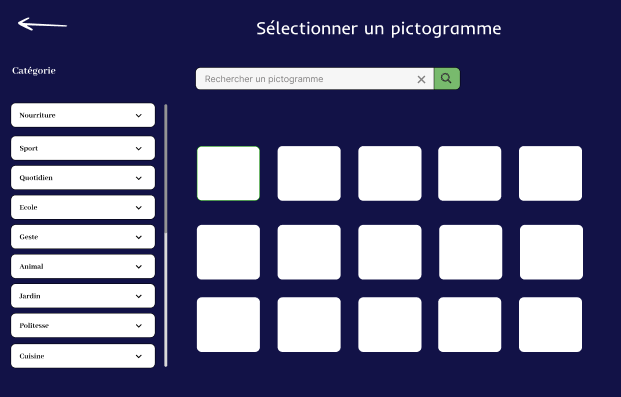 Sélectionner un pictogramme
Catégorie
Rechercher un pictogramme
Nourriture
Sport
Quotidien
Ecole
Geste
Animal
Jardin
Politesse
Cuisine